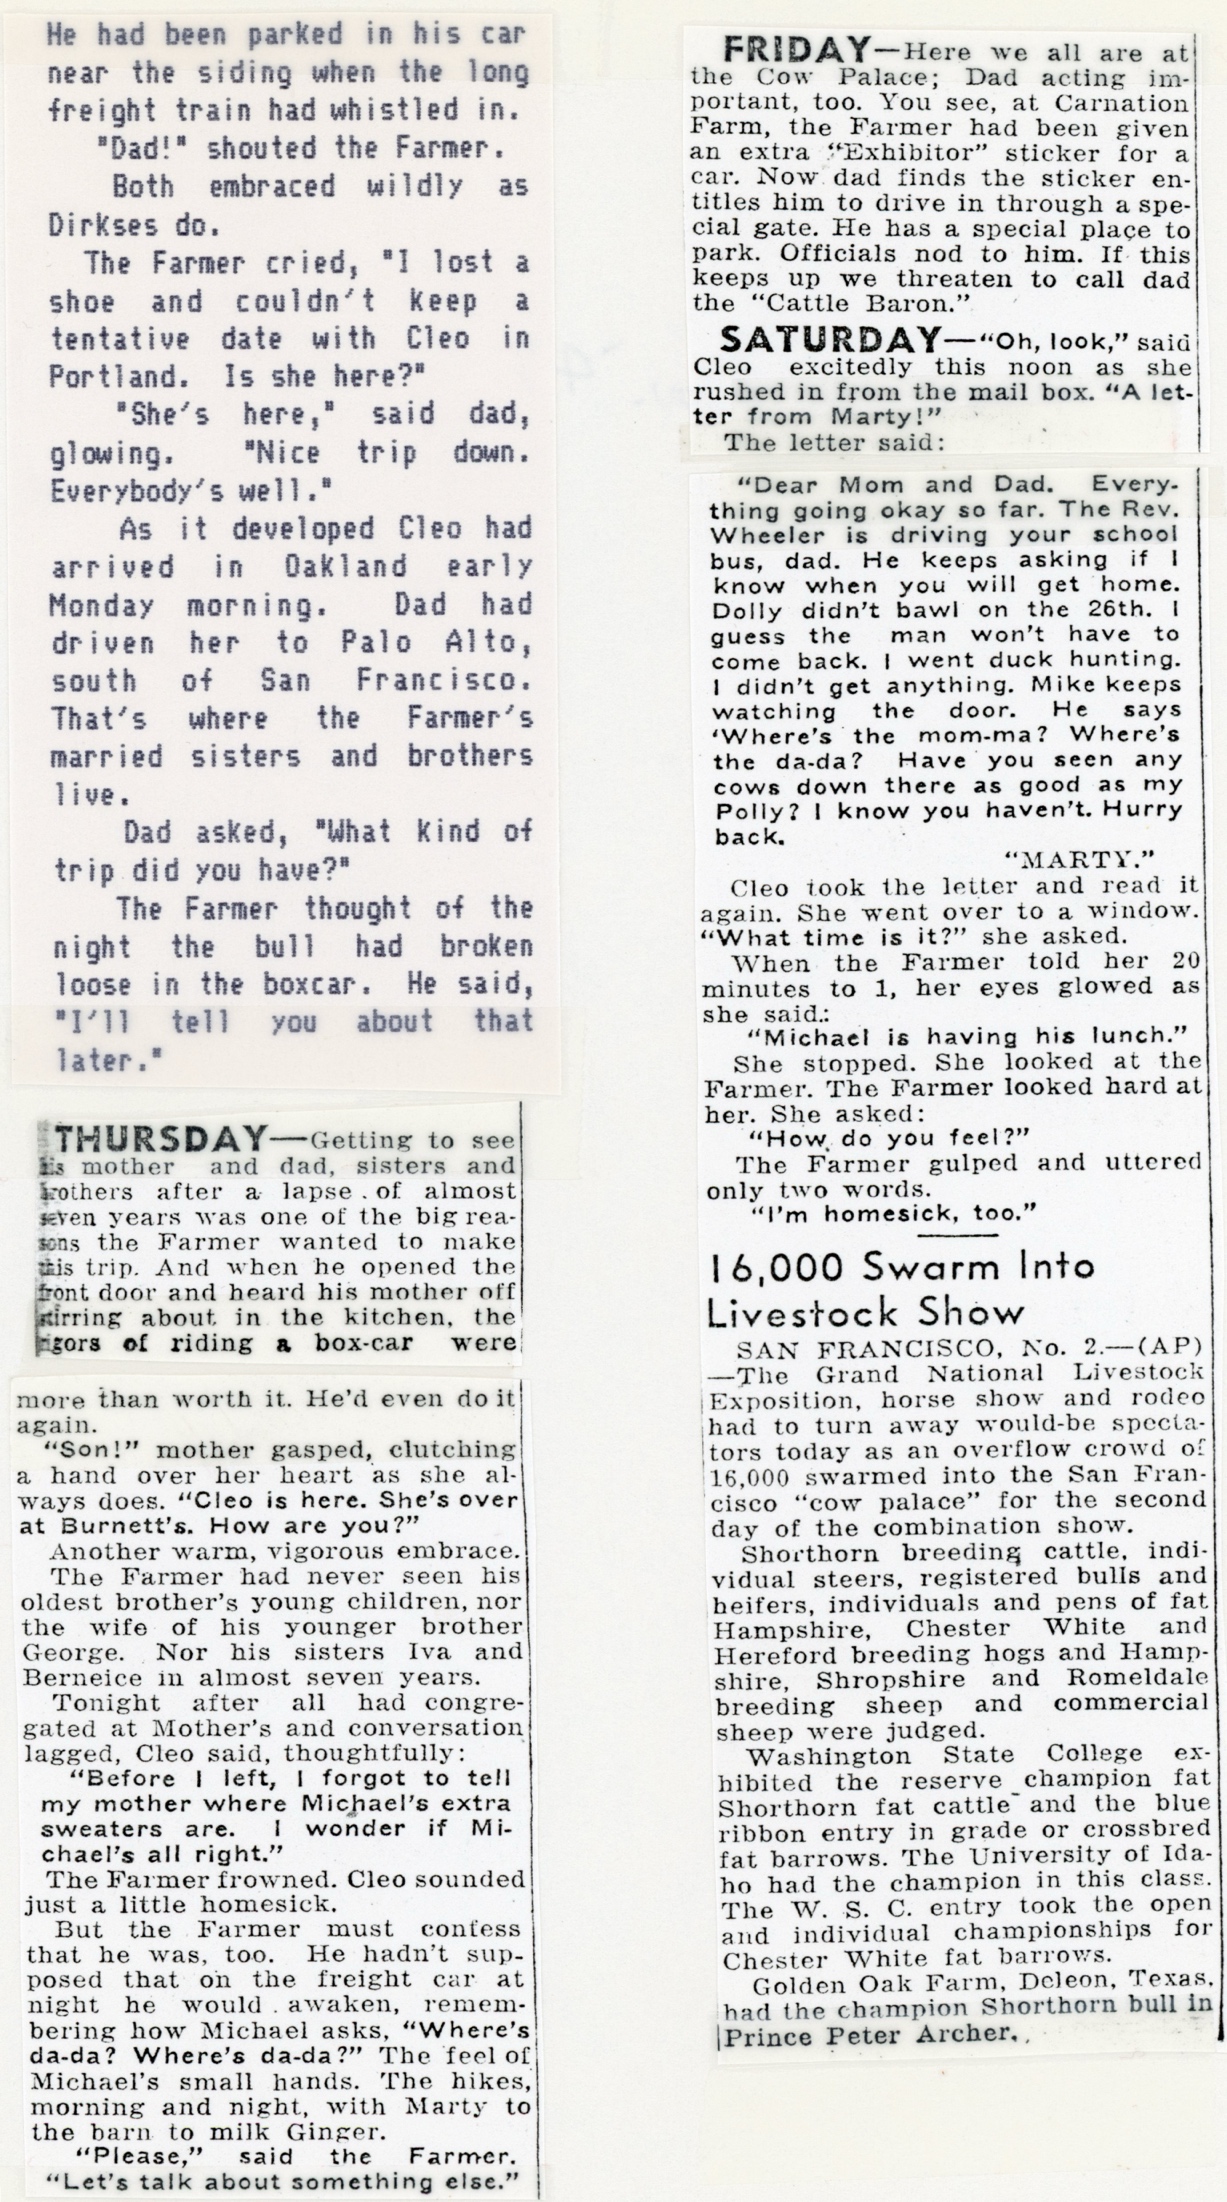 He had been parked in his car
near the siding when the long
freight train had whistled in.
"Dad!" shouted the Farmer.
Both embraced wildly as
Dirkses do.
The Farmer cried, "I lost a
shoe and couldn't keep a
tentative date with Cleo in
Portland. Is she here?"
"She's here," said dad,
glowing. "Nice trip down.
Everybody's well."
As it developed Cleo had
arrived in Oakland early
Monday morning. Dad had
driven her to Palo Alto,
south of San Francisco.
That's where the Farmer's
married sisters and brothers
live.
Dad asked, "What kind of
trip did you have?"
The Farmer thought of the
night the bull had broken
loose in the boxcar. He said,
"I'll tell you about that
later."
THURSDAY—Getting to see
his mother and dad, sisters and
brothers after a lapse of almost
seven years was one of the big rea-
sons the Farmer wanted to make
this trip. And when he opened the
front door and heard his mother off
stirring about in the kitchen, the
rigors of riding a box-car were
more than worth it. He'd even do it
again.
"Son!" mother gasped, clutching
a hand over her heart as she al-
ways does. "Cleo is here. She's over
at Burnett's. How are you?"
Another warm, vigorous embrace.
The Farmer had never seen his
oldest brother's young children, nor
the wife of his younger brother
George. Nor his sisters Iva and
Berneice in almost seven years.
Tonight after all had congre-
gated at Mother's and conversation
lagged, Cleo said, thoughtfully:
"Before I left, I forgot to tell
my mother where Michael's extra
sweaters are. I wonder if Mi-
chael's all right."
The Farmer frowned. Cleo sounded
just a little homesick.
But the Farmer must confess
that he was, too. He hadn't sup-
posed that on the freight car at
night he would awaken, remem-
bering how Michael asks, "Where's
da-da? Where's da-da?" The feel of
Michael's small hands. The hikes,
morning and night, with Marty to
the barn to milk Ginger.
"Please," said the Farmer.
"Let's talk about something else."
FRIDAY—Here we all are at
the Cow Palace; Dad acting im-
portant, too. You see, at Carnation
Farm, the Farmer had been given
an extra "Exhibitor" sticker for a
car. Now dad finds the sticker en-
titles him to drive in through a spe-
cial gate. He has a special place to
park. Officials nod to him. If this
keeps up we threaten to call dad
the "Cattle Baron."
SATURDAY—"Oh, look," said
Cleo excitedly this noon as she
rushed in from the mail box. "A let-
ter from Marty!"
The letter said:
"Dear Mom and Dad. Every-
thing going okay so far. The Rev.
Wheeler is driving your school
bus, dad. He keeps asking if I
know when you will get home.
Dolly didn't bawl on the 26th. I
guess the man won't have to
come back. I went duck hunting.
I didn't get anything. Mike keeps
watching the door. He says
'Where's the mom-ma? Where's
the da-da? Have you seen any
cows down there as good as my
Polly? I know you haven't. Hurry
back.
"MARTY."
Cleo took the letter and read it
again. She went over to a window.
"What time is it?" she asked.
When the Farmer told her 20
minutes to 1, her eyes glowed as
she said:
"Michael is having his lunch."
She stopped. She looked at the
Farmer. The Farmer looked hard at
her. She asked:
"How do you feel?"
The Farmer gulped and uttered
only two words.
"I'm homesick, too."
16,000 Swarm Into
Livestock Show
SAN FRANCISCO, No. 2.—(AP)
—The Grand National Livestock
Exposition, horse show and rodeo
had to turn away would-be specta-
tors today as an overflow crowd of
16,000 swarmed into the San Fran-
cisco "cow palace" for the second
day of the combination show.
Shorthorn breeding cattle, indi-
vidual steers, registered bulls and
heifers, individuals and pens of fat
Hampshire, Chester White and
Hereford breeding hogs and Hamp-
shire, Shropshire and Romeldale
breeding sheep and commercial
sheep were judged.
Washington State College ex-
hibited the reserve champion fat
Shorthorn fat cattle and the blue
ribbon entry in grade or crossbred
fat barrows. The University of Ida-
ho had the champion in this class.
The W. S. C. entry took the open
and individual championships for
Chester White fat barrows.
Golden Oak Farm, Deleon, Texas,
had the champion Shorthorn bull in
Prince Peter Archer.